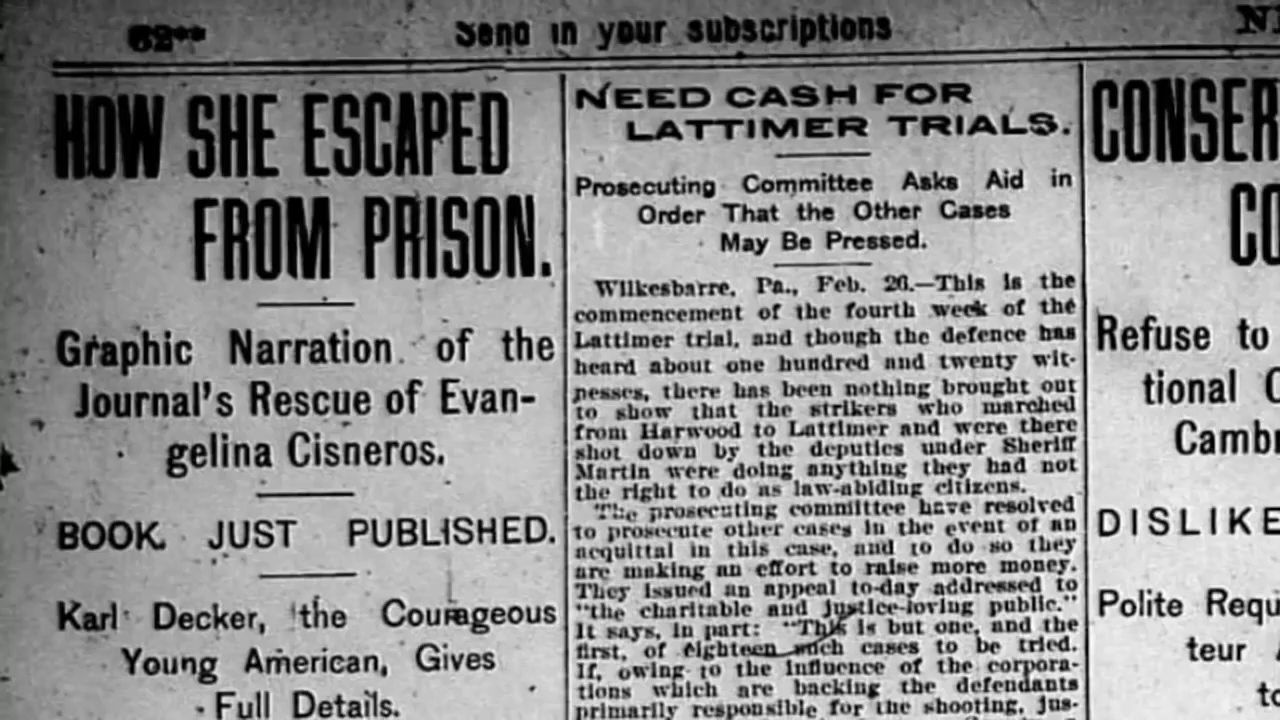 62**
Send in your subscriptions
HOW SHE ESCAPED
FROM PRISON.
Graphic Narration of the
Journal's Rescue of Evan-
gelina Cisneros.
BOOK JUST PUBLISHED.
Karl Decker, the Courageous
Young American, Gives
Full Details.
NEED CASH FOR
LATTIMER TRIALS.
Prosecuting Committee Asks Aid in
Order That the Other Cases
May Be Pressed.
Wilkesbarre, Pa., Feb. 26.—This is the
commencement of the fourth week of the
Lattimer trial, and though the defence has
heard about one hundred and twenty wit-
nesses, there has been nothing brought out
to show that the strikers who marched
from Harwood to Lattimer and were there
shot down by the deputies under Sheriff
Martin were doing anything they had not
the right to do as law-abiding citizens.
The prosecuting committee have resolved
to prosecute other cases in the event of an
acquittal in this case, and to do so they
are making an effort to raise more money.
They issued an appeal to-day addressed to
"the charitable and justice-loving public."
It says, in part: "This is but one, and the
first, of eighteen such cases to be tried.
If, owing to the influence of the corpora-
tions which are backing the defendants
primarily responsible for the shooting, jus-
CONSER
CO
Refuse to
tional C
Camb
DISLIKE
Polite Requ
teur
to